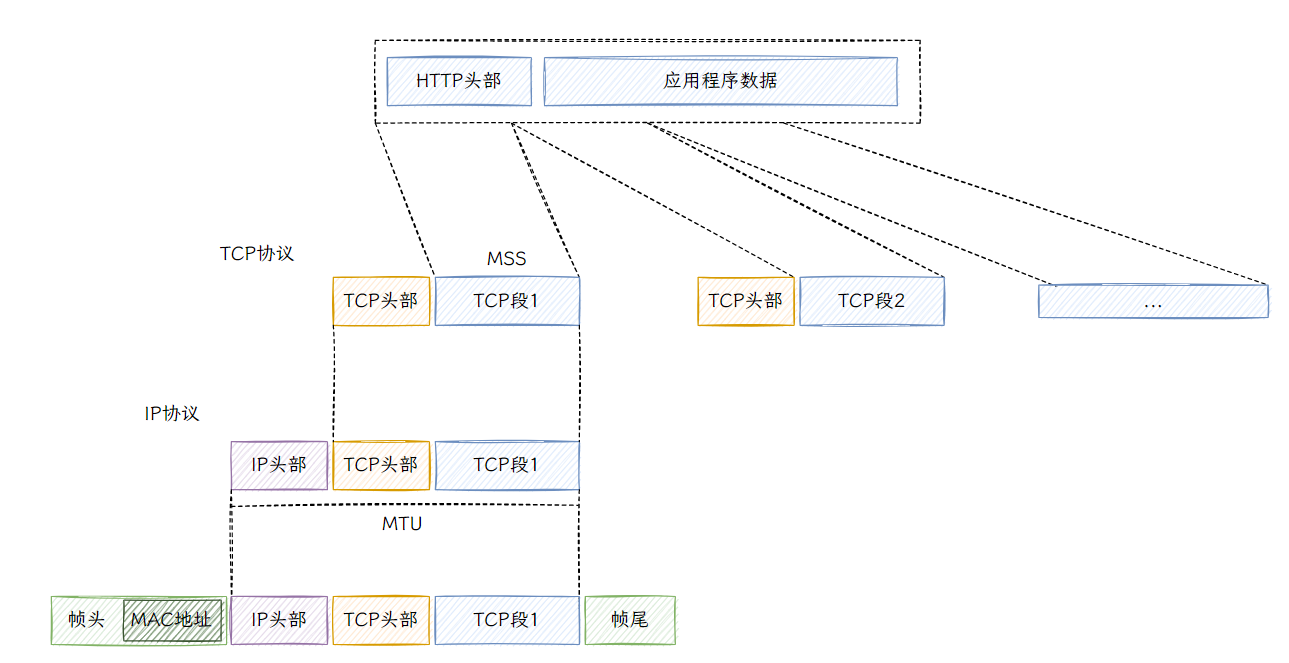 HTTP头部 应用程序数据
TCP协议
MSS
TCP头部 TCP段1 TCP头部 TCP段2 ...
IP协议
IP头部 TCP头部 TCP段1
MTU
帧头 MAC地址 IP头部 TCP头部 TCP段1 帧尾